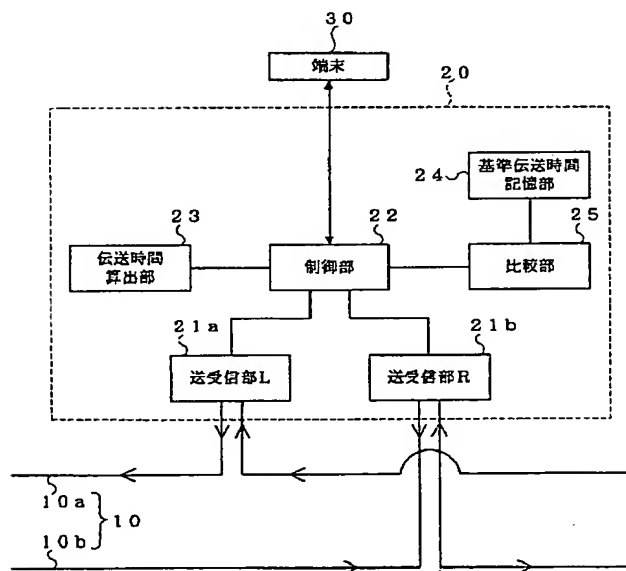 ３０
端末
２０
基準伝送時間
記憶部
２４
２３
２２
２５
伝送時間
算出部
制御部
比較部
２１a
２１b
送受信部L
送受信部R
１０a
１０
１０b